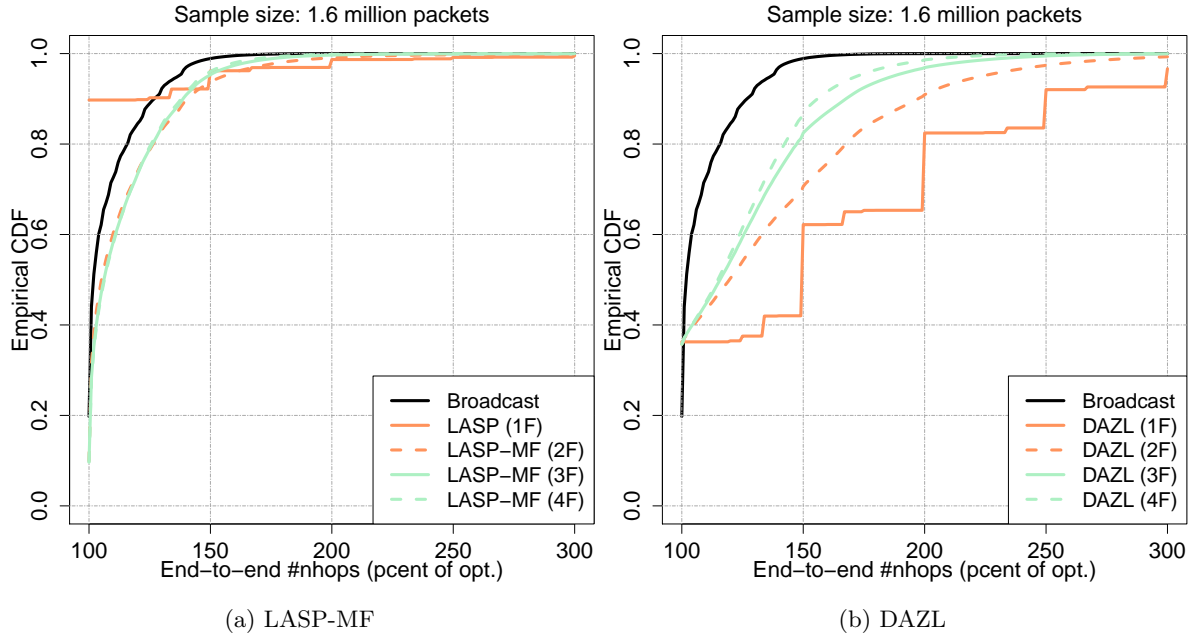 Sample size: 1.6 million packets
Empirical CDF
1.0
0.8
0.6
0.4
0.2
0.0
Broadcast
LASP (1F)
LASP−MF (2F)
LASP−MF (3F)
LASP−MF (4F)
100 150 200 250 300
End−to−end #nhops (pcent of opt.)
(a) LASP-MF
Sample size: 1.6 million packets
Empirical CDF
1.0
0.8
0.6
0.4
0.2
0.0
Broadcast
DAZL (1F)
DAZL (2F)
DAZL (3F)
DAZL (4F)
100 150 200 250 300
End−to−end #nhops (pcent of opt.)
(b) DAZL